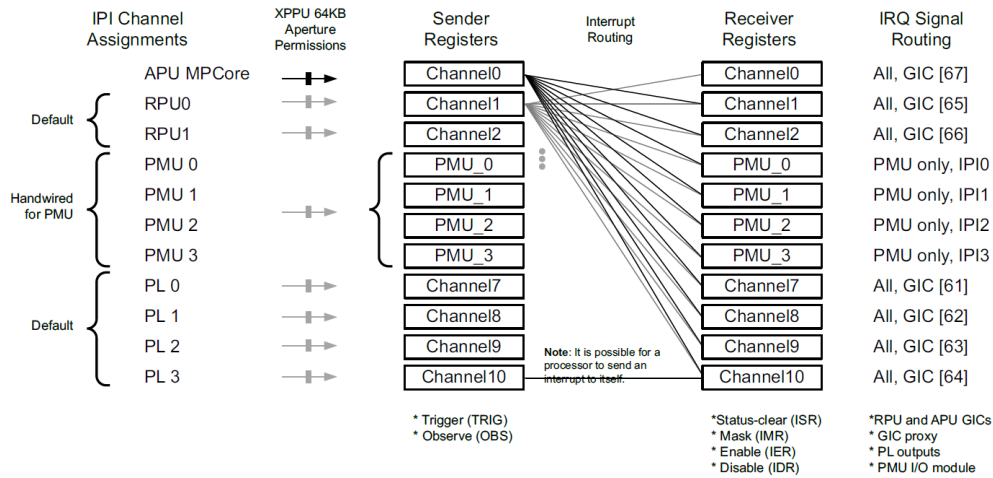 IPI Channel
Assignments
XPPU 64KB
Aperture
Permissions
Sender
Registers
Interrupt
Routing
Receiver
Registers
IRQ Signal
Routing
APU MPCore
Channel0
Channel0
All, GIC [67]
Default
RPU0
Channel1
Channel1
All, GIC [65]
RPU1
Channel2
Channel2
All, GIC [66]
Handwired
for PMU
PMU 0
PMU_0
PMU_0
PMU only, IPI0
PMU 1
PMU_1
PMU_1
PMU only, IPI1
PMU 2
PMU_2
PMU_2
PMU only, IPI2
PMU 3
PMU_3
PMU_3
PMU only, IPI3
Default
PL 0
Channel7
Channel7
All, GIC [61]
PL 1
Channel8
Channel8
All, GIC [62]
PL 2
Channel9
Channel9
All, GIC [63]
PL 3
Channel10
Note: It is possible for a
processor to send an
interrupt to itself.
Channel10
All, GIC [64]
* Trigger (TRIG)
* Observe (OBS)
*Status-clear (ISR)
* Mask (IMR)
* Enable (IER)
* Disable (IDR)
*RPU and APU GICs
* GIC proxy
* PL outputs
* PMU I/O module